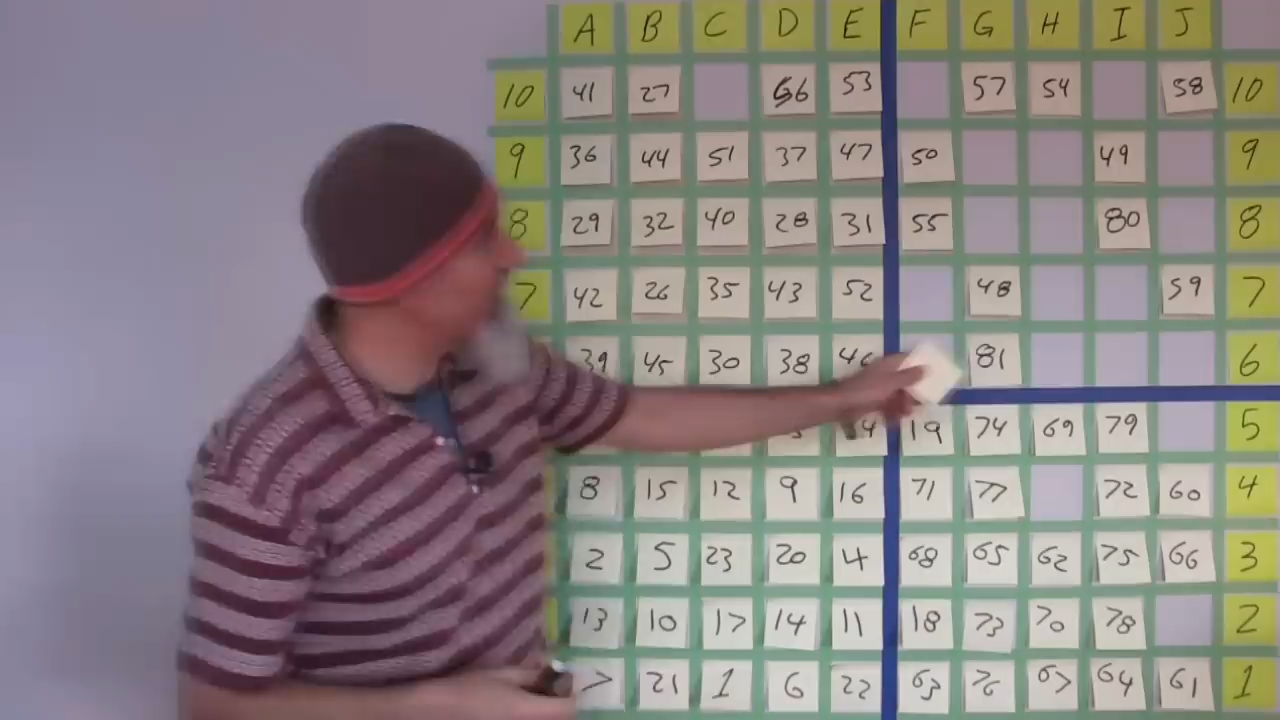 A B C D E F G H I J
10 41 27 56 53 57 54 58 10
9 36 44 51 37 47 50 49 9
8 29 32 40 28 31 55 80 8
7 42 26 35 43 52 48 59 7
39 45 30 38 81 6
19 74 69 79 5
8 15 12 9 16 71 77 72 60 4
2 5 23 20 4 68 65 62 75 66 3
13 10 17 14 11 18 73 70 78 2
7 21 1 6 22 63 76 67 64 61 1